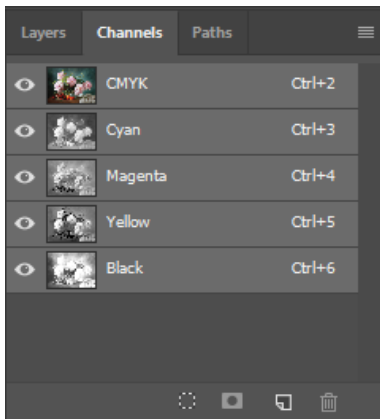 Layers Channels Paths
CMYK Ctrl+2
Cyan Ctrl+3
Magenta Ctrl+4
Yellow Ctrl+5
Black Ctrl+6